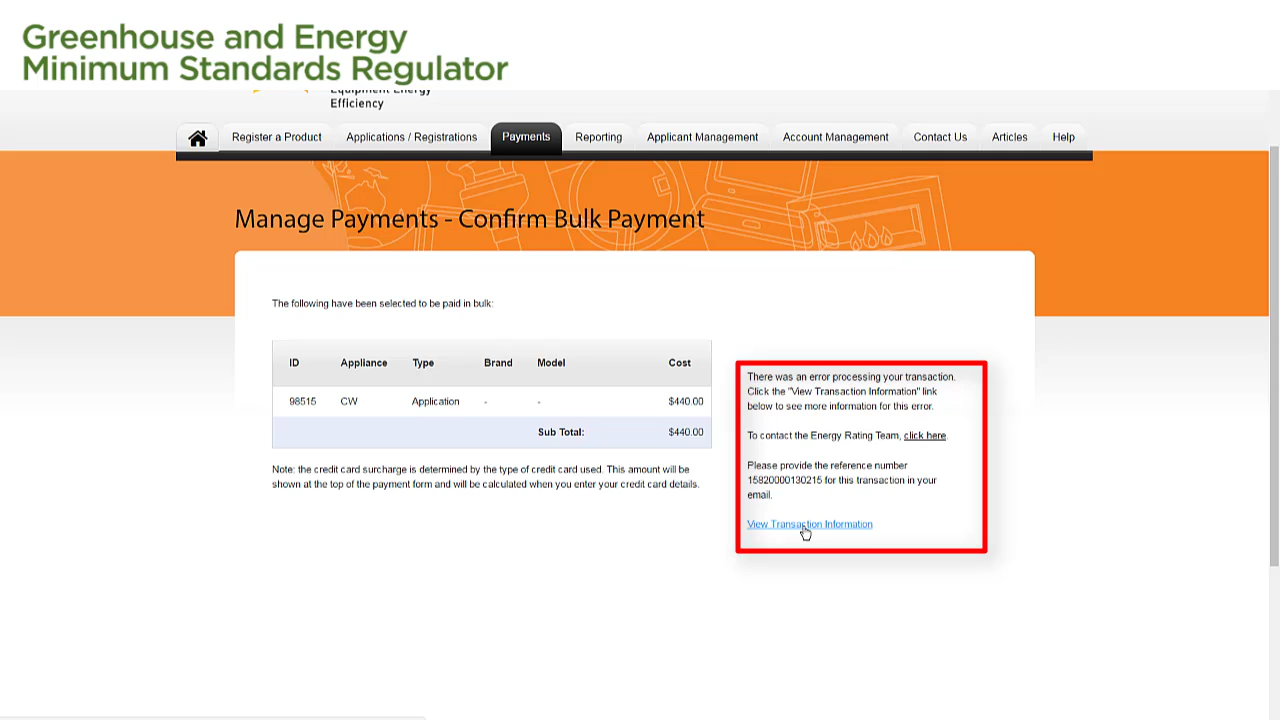 Greenhouse and Energy
Minimum Standards Regulator
Equipment Energy
Efficiency
Register a Product Applications / Registrations Payments Reporting Applicant Management Account Management Contact Us Articles Help
Manage Payments - Confirm Bulk Payment
The following have been selected to be paid in bulk:
ID Appliance Type Brand Model Cost
98515 CW Application - - $440.00
Sub Total: $440.00
Note: the credit card surcharge is determined by the type of credit card used. This amount will be
shown at the top of the payment form and will be calculated when you enter your credit card details.
There was an error processing your transaction.
Click the "View Transaction Information" link
below to see more information for this error.
To contact the Energy Rating Team, click here.
Please provide the reference number
15820000130215 for this transaction in your
email.
View Transaction Information